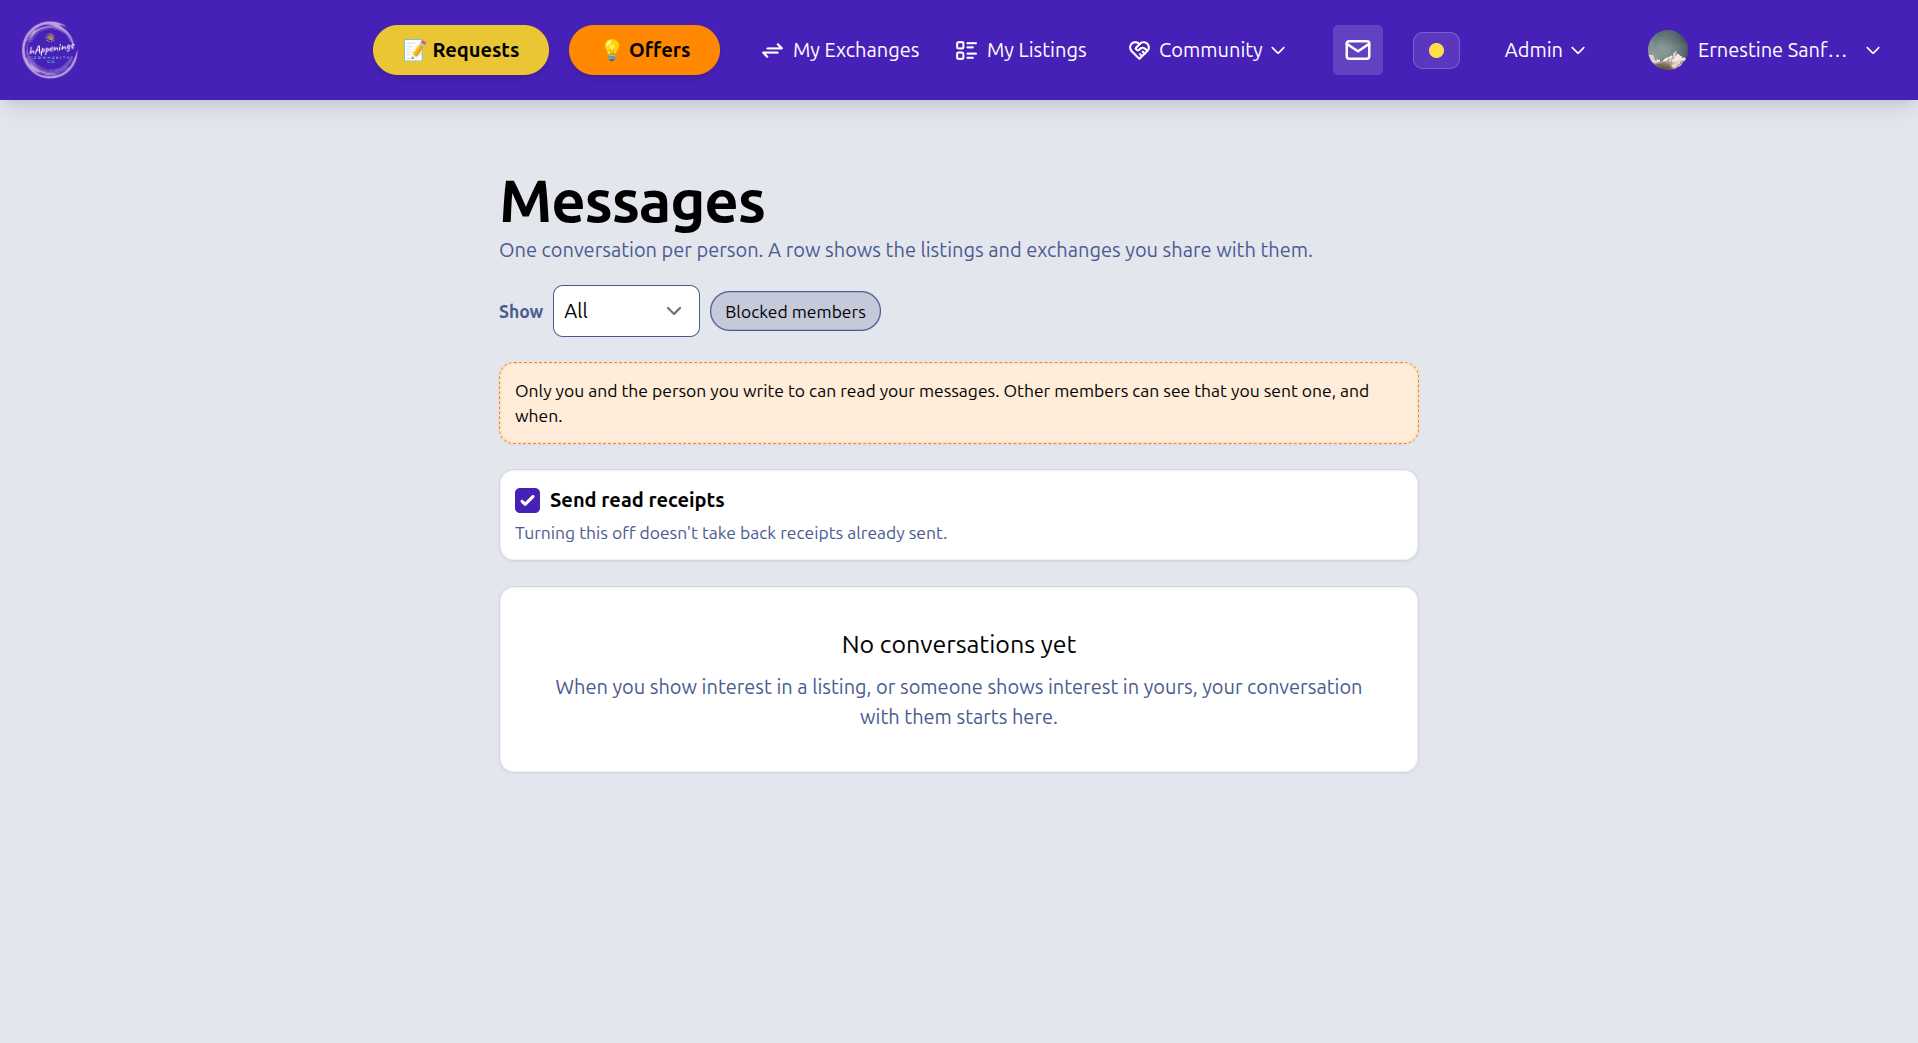 hAppenings
COMMUNITY
📝 Requests
💡 Offers
My Exchanges
My Listings
Community
Admin
Ernestine Sanf...
Messages
One conversation per person. A row shows the listings and exchanges you share with them.
Show
All
Blocked members
Only you and the person you write to can read your messages. Other members can see that you sent one, and
when.
Send read receipts
Turning this off doesn't take back receipts already sent.
No conversations yet
When you show interest in a listing, or someone shows interest in yours, your conversation
with them starts here.